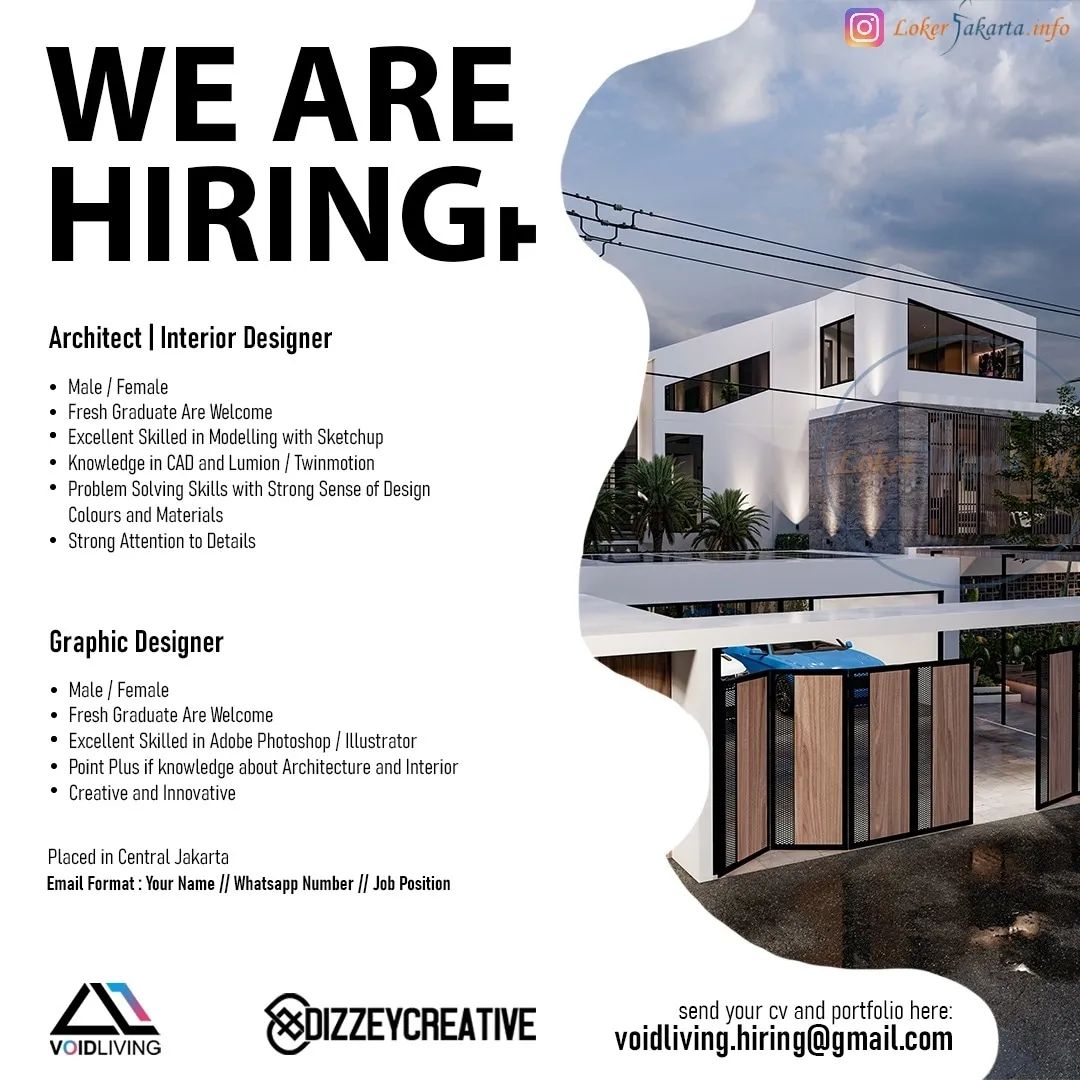 Loker Jakarta.info
WE ARE
HIRING
Architect | Interior Designer
• Male / Female
• Fresh Graduate Are Welcome
• Excellent Skilled in Modelling with Sketchup
• Knowledge in CAD and Lumion / Twinmotion
• Problem Solving Skills with Strong Sense of Design
Colours and Materials
• Strong Attention to Details
Loker
info
Graphic Designer
• Male / Female
• Fresh Graduate Are Welcome
• Excellent Skilled in Adobe Photoshop / Illustrator
• Point Plus if knowledge about Architecture and Interior
• Creative and Innovative
Placed in Central Jakarta
Email Format : Your Name // Whatsapp Number // Job Position
VOIDLIVING
DIZZEYCREATIVE
send your cv and portfolio here:
voidliving.hiring@gmail.com